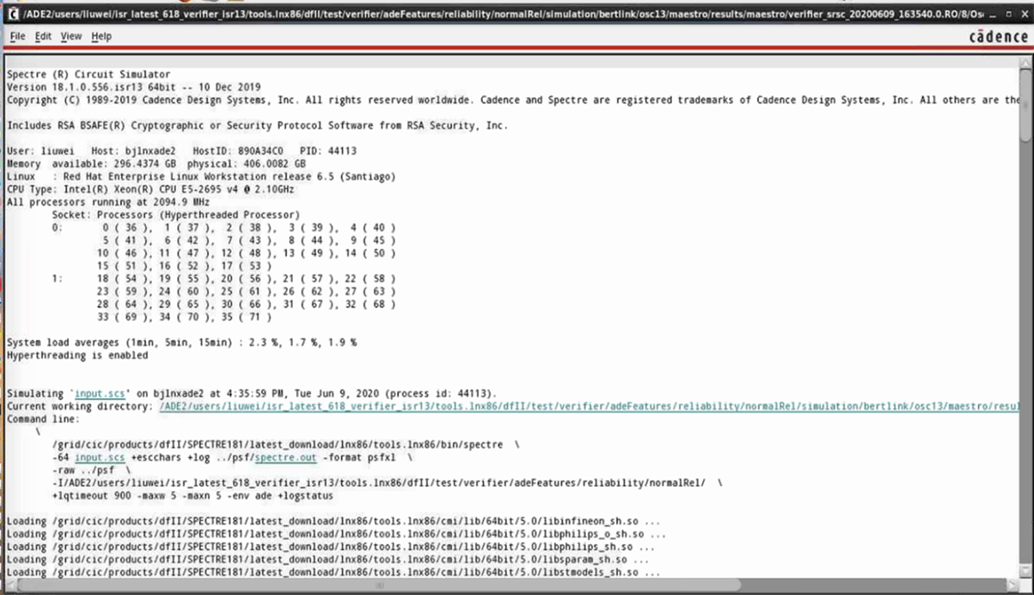 /ADE2/users/liuwei/isr_latest_618_verifier_isr13/tools.lnx86/dfII/test/verifier/adeFeatures/reliability/normalRel/simulation/bertlink/osc13/maestro/results/maestro/verifier_srsc_20200609_163540.0.RO/8/Os
File Edit View Help
cādence
Spectre (R) Circuit Simulator
Version 18.1.0.556.isr13 64bit -- 10 Dec 2019
Copyright (C) 1989-2019 Cadence Design Systems, Inc. All rights reserved worldwide. Cadence and Spectre are registered trademarks of Cadence Design Systems, Inc. All others are the
Includes RSA BSAFE(R) Cryptographic or Security Protocol Software from RSA Security, Inc.
User: liuwei   Host: bjlnxade2   HostID: 890A34C0   PID: 44113
Memory  available: 296.4374 GB  physical: 406.0082 GB
Linux   : Red Hat Enterprise Linux Workstation release 6.5 (Santiago)
CPU Type: Intel(R) Xeon(R) CPU E5-2695 v4 @ 2.10GHz
All processors running at 2094.9 MHz
Socket: Processors (Hyperthreaded Processor)
0:       0 ( 36 ),  1 ( 37 ),  2 ( 38 ),  3 ( 39 ),  4 ( 40 )
5 ( 41 ),  6 ( 42 ),  7 ( 43 ),  8 ( 44 ),  9 ( 45 )
10 ( 46 ), 11 ( 47 ), 12 ( 48 ), 13 ( 49 ), 14 ( 50 )
15 ( 51 ), 16 ( 52 ), 17 ( 53 )
1:      18 ( 54 ), 19 ( 55 ), 20 ( 56 ), 21 ( 57 ), 22 ( 58 )
23 ( 59 ), 24 ( 60 ), 25 ( 61 ), 26 ( 62 ), 27 ( 63 )
28 ( 64 ), 29 ( 65 ), 30 ( 66 ), 31 ( 67 ), 32 ( 68 )
33 ( 69 ), 34 ( 70 ), 35 ( 71 )
System load averages (1min, 5min, 15min) : 2.3 %, 1.7 %, 1.9 %
Hyperthreading is enabled
Simulating `input.scs' on bjlnxade2 at 4:35:59 PM, Tue Jun 9, 2020 (process id: 44113).
Current working directory: /ADE2/users/liuwei/isr_latest_618_verifier_isr13/tools.lnx86/dfII/test/verifier/adeFeatures/reliability/normalRel/simulation/bertlink/osc13/maestro/resul
Command line:
\
/grid/cic/products/dfII/SPECTRE181/latest_download/lnx86/tools.lnx86/bin/spectre  \
-64 input.scs +escchars +log ../psf/spectre.out -format psfxl  \
-raw ../psf  \
-I/ADE2/users/liuwei/isr_latest_618_verifier_isr13/tools.lnx86/dfII/test/verifier/adeFeatures/reliability/normalRel/  \
+lqtimeout 900 -maxw 5 -maxn 5 -env ade +logstatus
Loading /grid/cic/products/dfII/SPECTRE181/latest_download/lnx86/tools.lnx86/cmi/lib/64bit/5.0/libinfineon_sh.so ...
Loading /grid/cic/products/dfII/SPECTRE181/latest_download/lnx86/tools.lnx86/cmi/lib/64bit/5.0/libphilips_o_sh.so ...
Loading /grid/cic/products/dfII/SPECTRE181/latest_download/lnx86/tools.lnx86/cmi/lib/64bit/5.0/libphilips_sh.so ...
Loading /grid/cic/products/dfII/SPECTRE181/latest_download/lnx86/tools.lnx86/cmi/lib/64bit/5.0/libsparam_sh.so ...
Loading /grid/cic/products/dfII/SPECTRE181/latest_download/lnx86/tools.lnx86/cmi/lib/64bit/5.0/libstmodels_sh.so ...